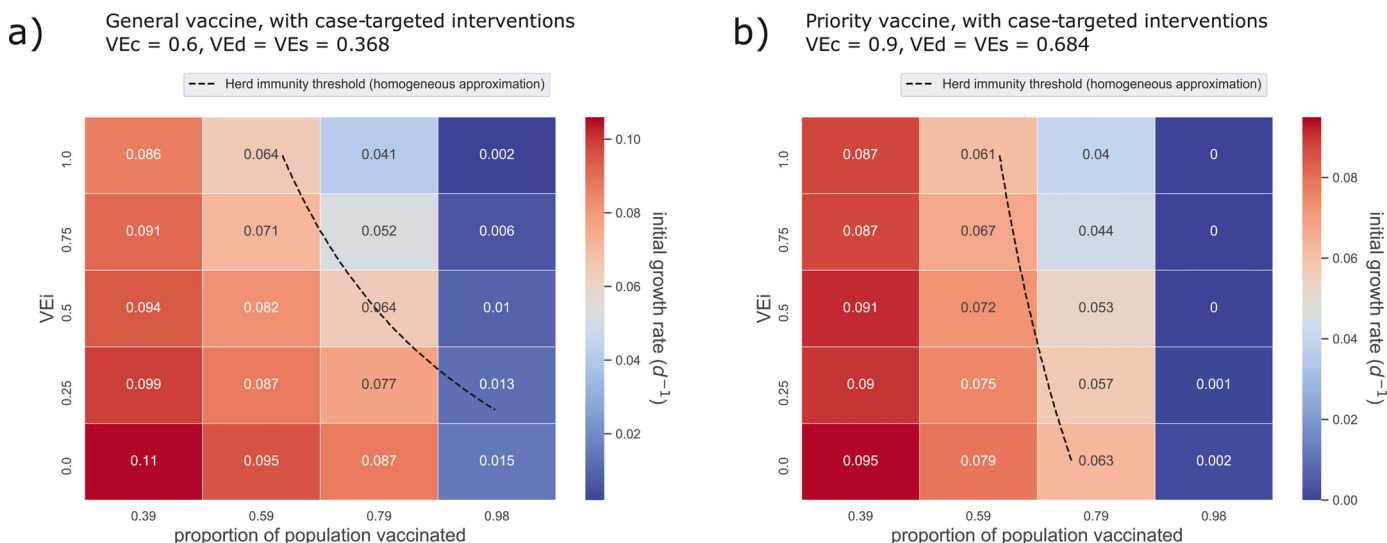 a)
General vaccine, with case-targeted interventions
VEc = 0.6, VEd = VEs = 0.368
Herd immunity threshold (homogeneous approximation)
VEi
1.0
0.086 0.064 0.041 0.002
0.75
0.091 0.071 0.052 0.006
0.5
0.094 0.082 0.064 0.01
0.25
0.099 0.087 0.077 0.013
0.0
0.11 0.095 0.087 0.015
0.39 0.59 0.79 0.98
proportion of population vaccinated
0.10
0.08
0.06
0.04
0.02
initial growth rate (d⁻¹)
b)
Priority vaccine, with case-targeted interventions
VEc = 0.9, VEd = VEs = 0.684
Herd immunity threshold (homogeneous approximation)
VEi
1.0
0.087 0.061 0.04 0
0.75
0.087 0.067 0.044 0
0.5
0.091 0.072 0.053 0
0.25
0.09 0.075 0.057 0.001
0.0
0.095 0.079 0.063 0.002
0.39 0.59 0.79 0.98
proportion of population vaccinated
0.08
0.06
0.04
0.02
0.00
initial growth rate (d⁻¹)